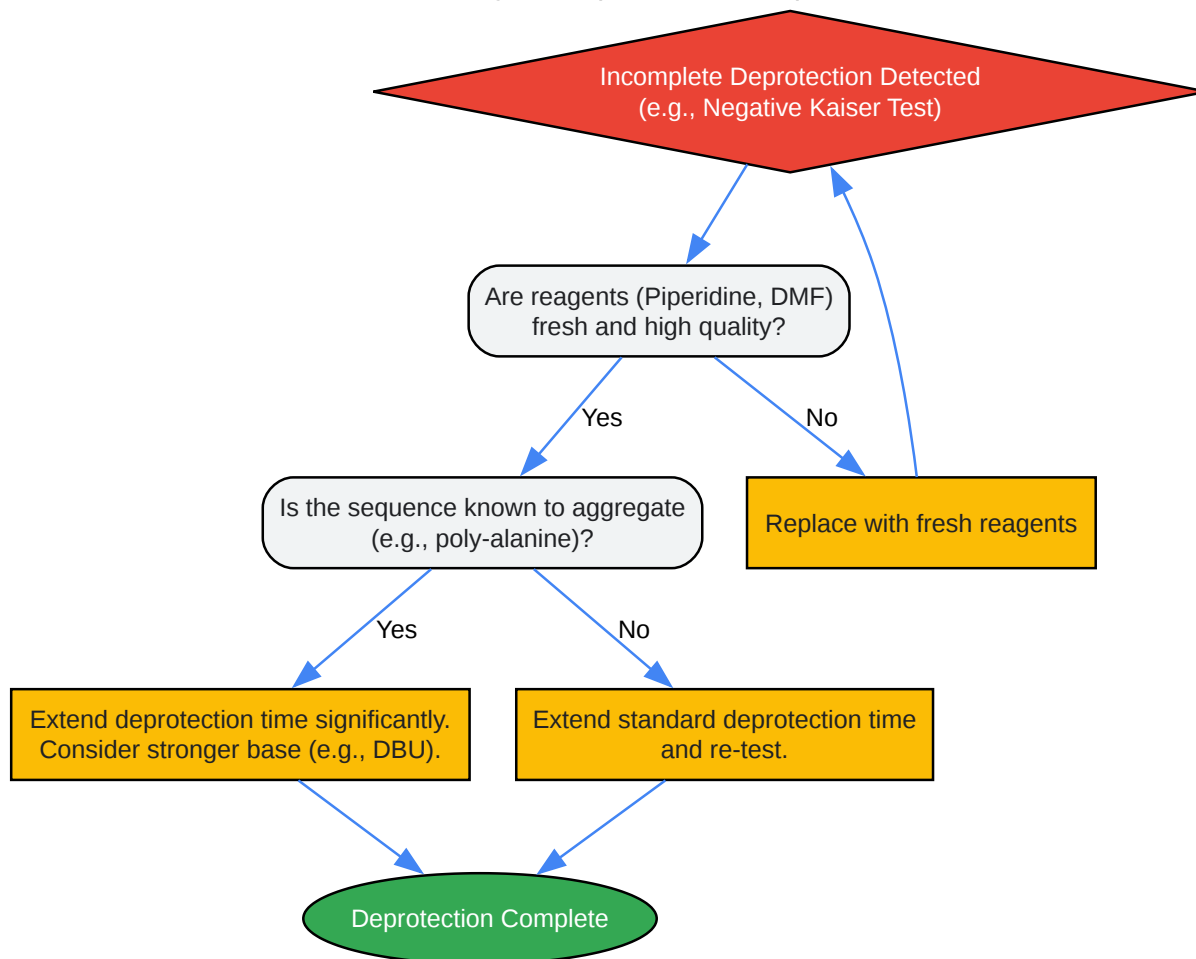 Incomplete Deprotection Detected
(e.g., Negative Kaiser Test)
Are reagents (Piperidine, DMF)
fresh and high quality?
Yes
No
Is the sequence known to aggregate
(e.g., poly-alanine)?
Replace with fresh reagents
Yes
No
Extend deprotection time significantly.
Consider stronger base (e.g., DBU).
Extend standard deprotection time
and re-test.
Deprotection Complete